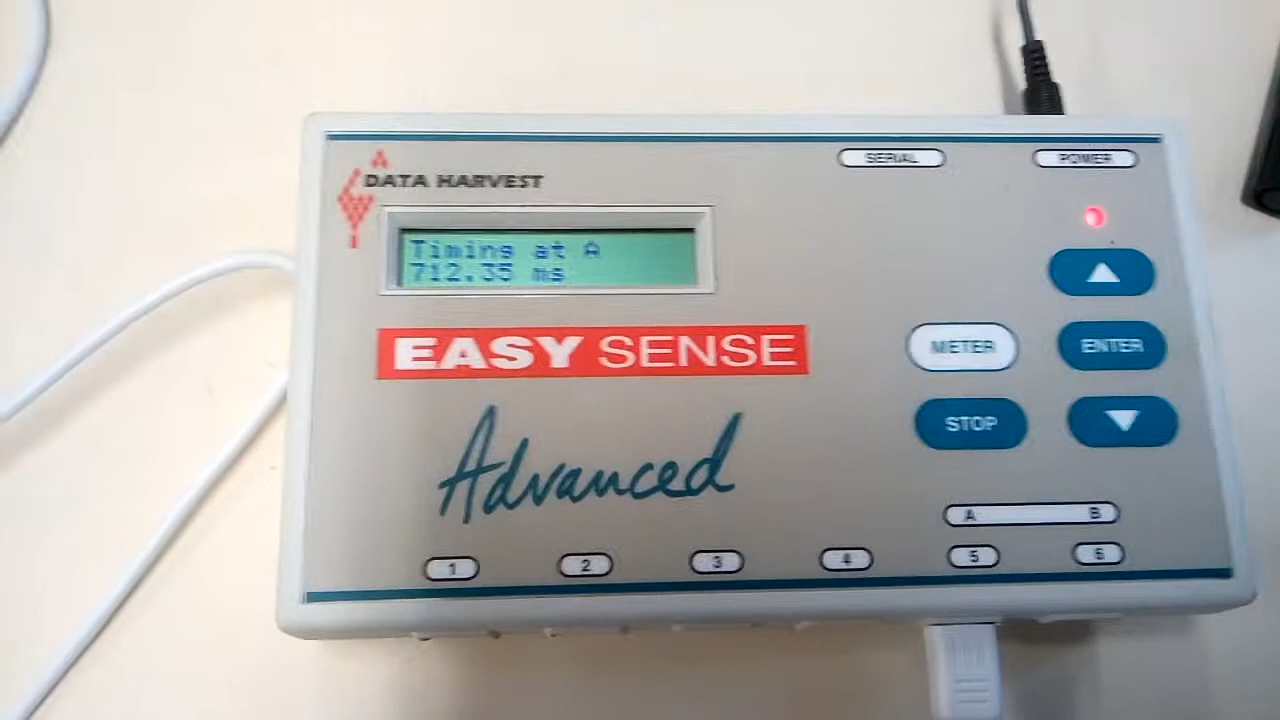 SERIAL
POWER
DATA HARVEST
Timing at A
712.35 ms
EASY SENSE
METER
ENTER
Advanced
STOP
A B
1 2 3 4 5 6